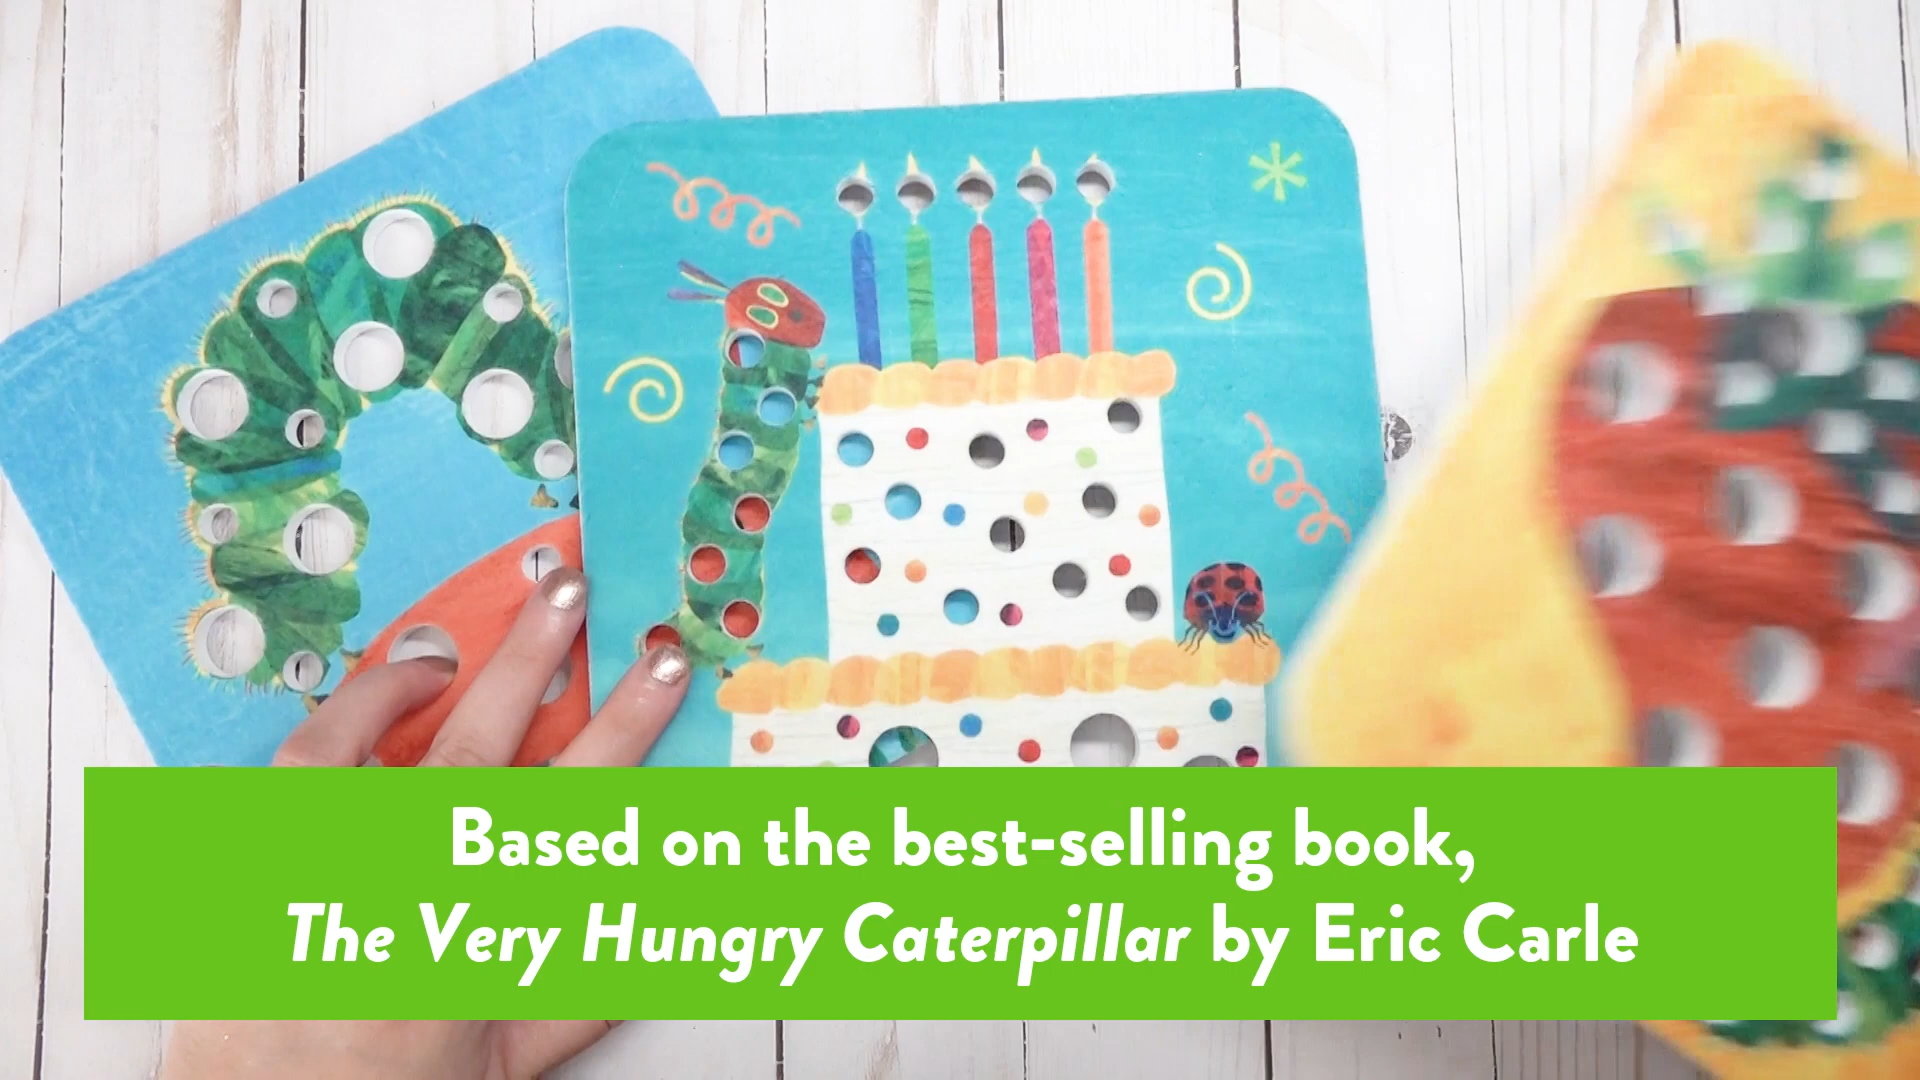 Based on the best-selling book,
The Very Hungry Caterpillar by Eric Carle